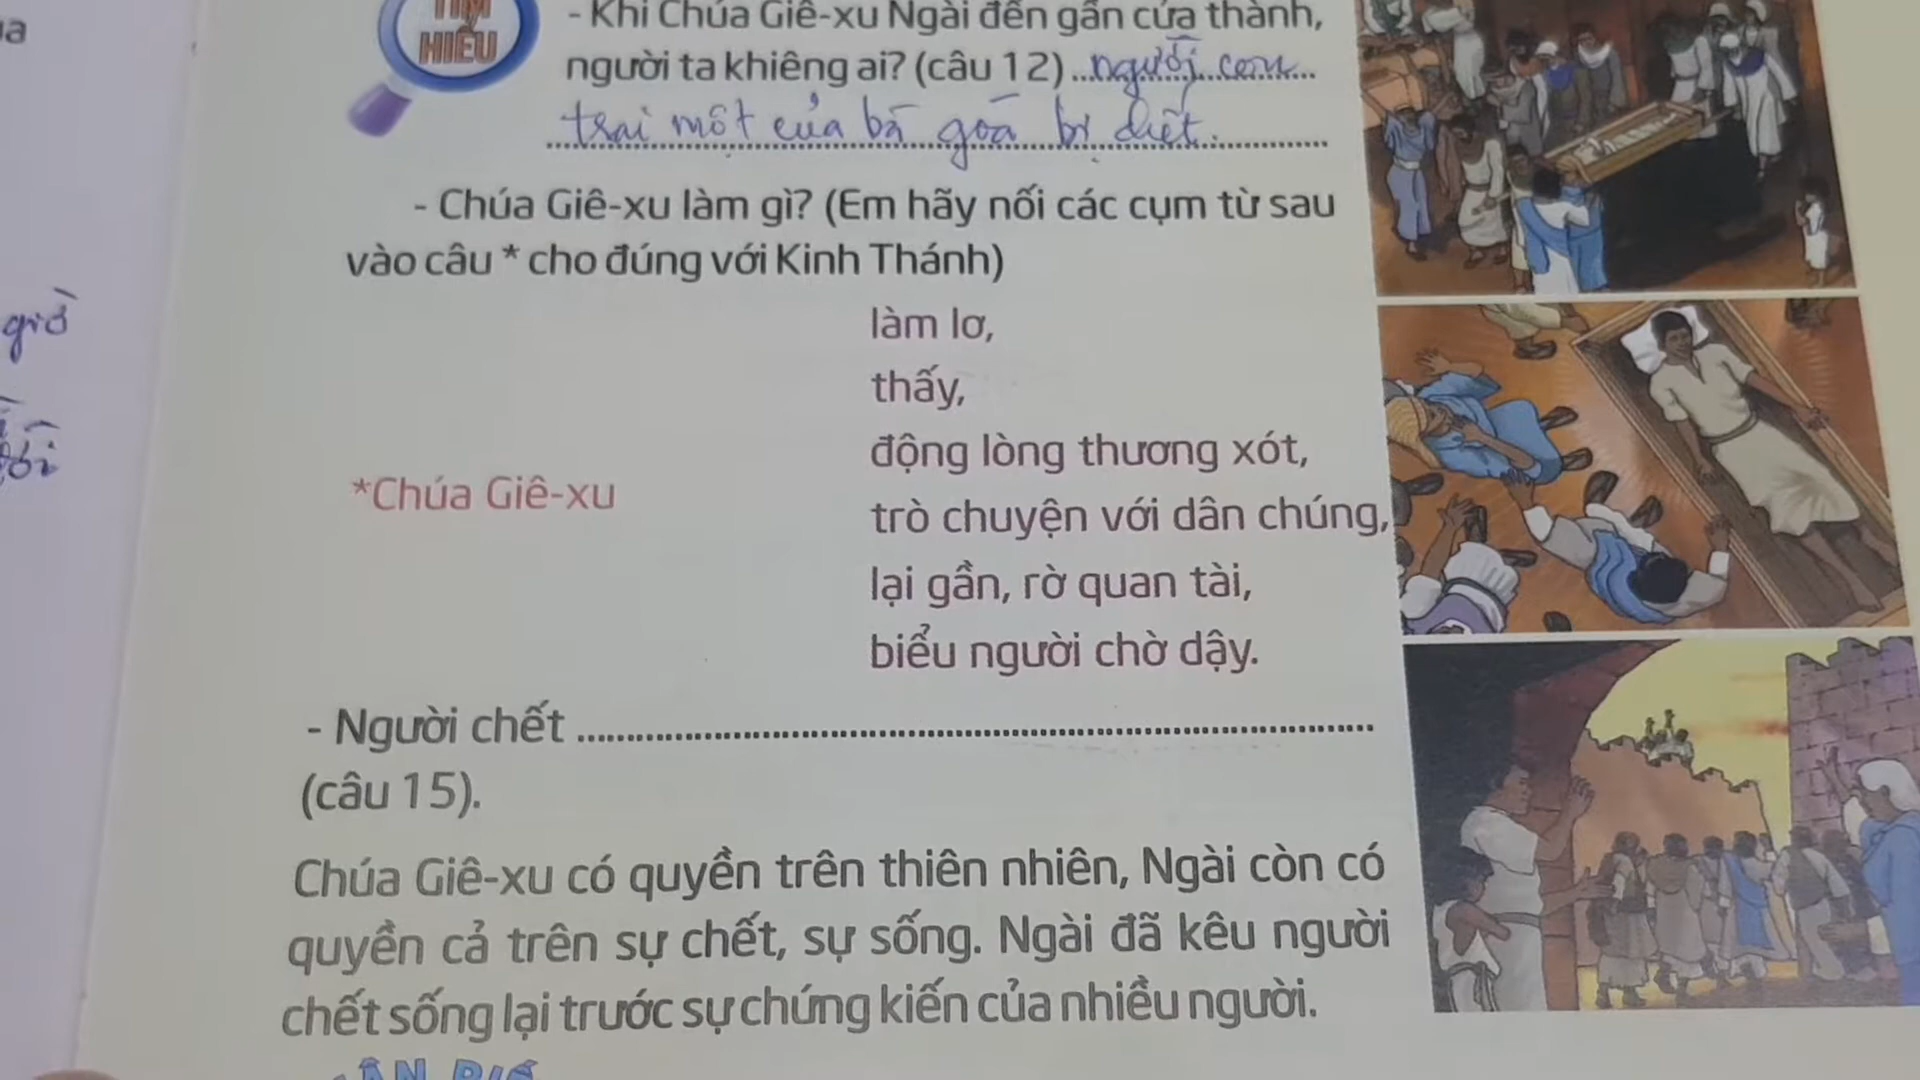 TÌM
HIỂU
- Khi Chúa Giê-xu Ngài đến gần cửa thành,
người ta khiêng ai? (câu 12) người con
trai một của bà góa bị chết.
- Chúa Giê-xu làm gì? (Em hãy nối các cụm từ sau
vào câu * cho đúng với Kinh Thánh)
làm lơ,
thấy,
động lòng thương xót,
*Chúa Giê-xu
trò chuyện với dân chúng,
lại gần, rờ quan tài,
biểu người chờ dậy.
- Người chết
(câu 15).
Chúa Giê-xu có quyền trên thiên nhiên, Ngài còn có
quyền cả trên sự chết, sự sống. Ngài đã kêu người
chết sống lại trước sự chứng kiến của nhiều người.